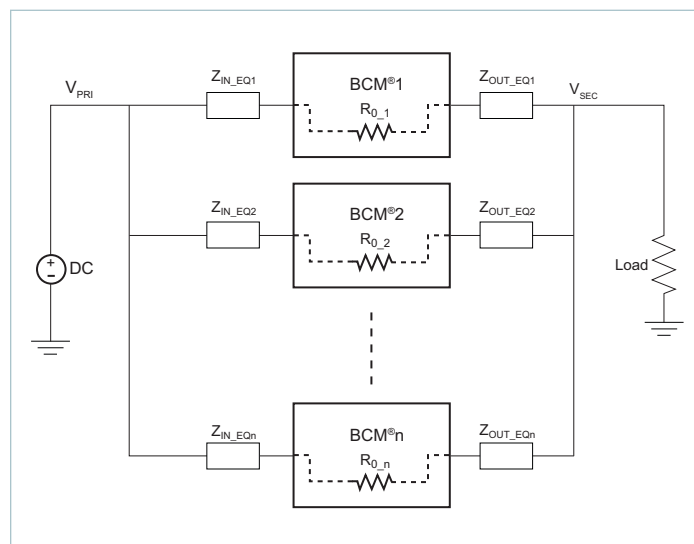 V_PRI
Z_IN_EQ1
BCM®1
R_0_1
Z_OUT_EQ1
V_SEC
Z_IN_EQ2
BCM®2
R_0_2
Z_OUT_EQ2
+
–
DC
Load
Z_IN_EQn
BCM®n
R_0_n
Z_OUT_EQn